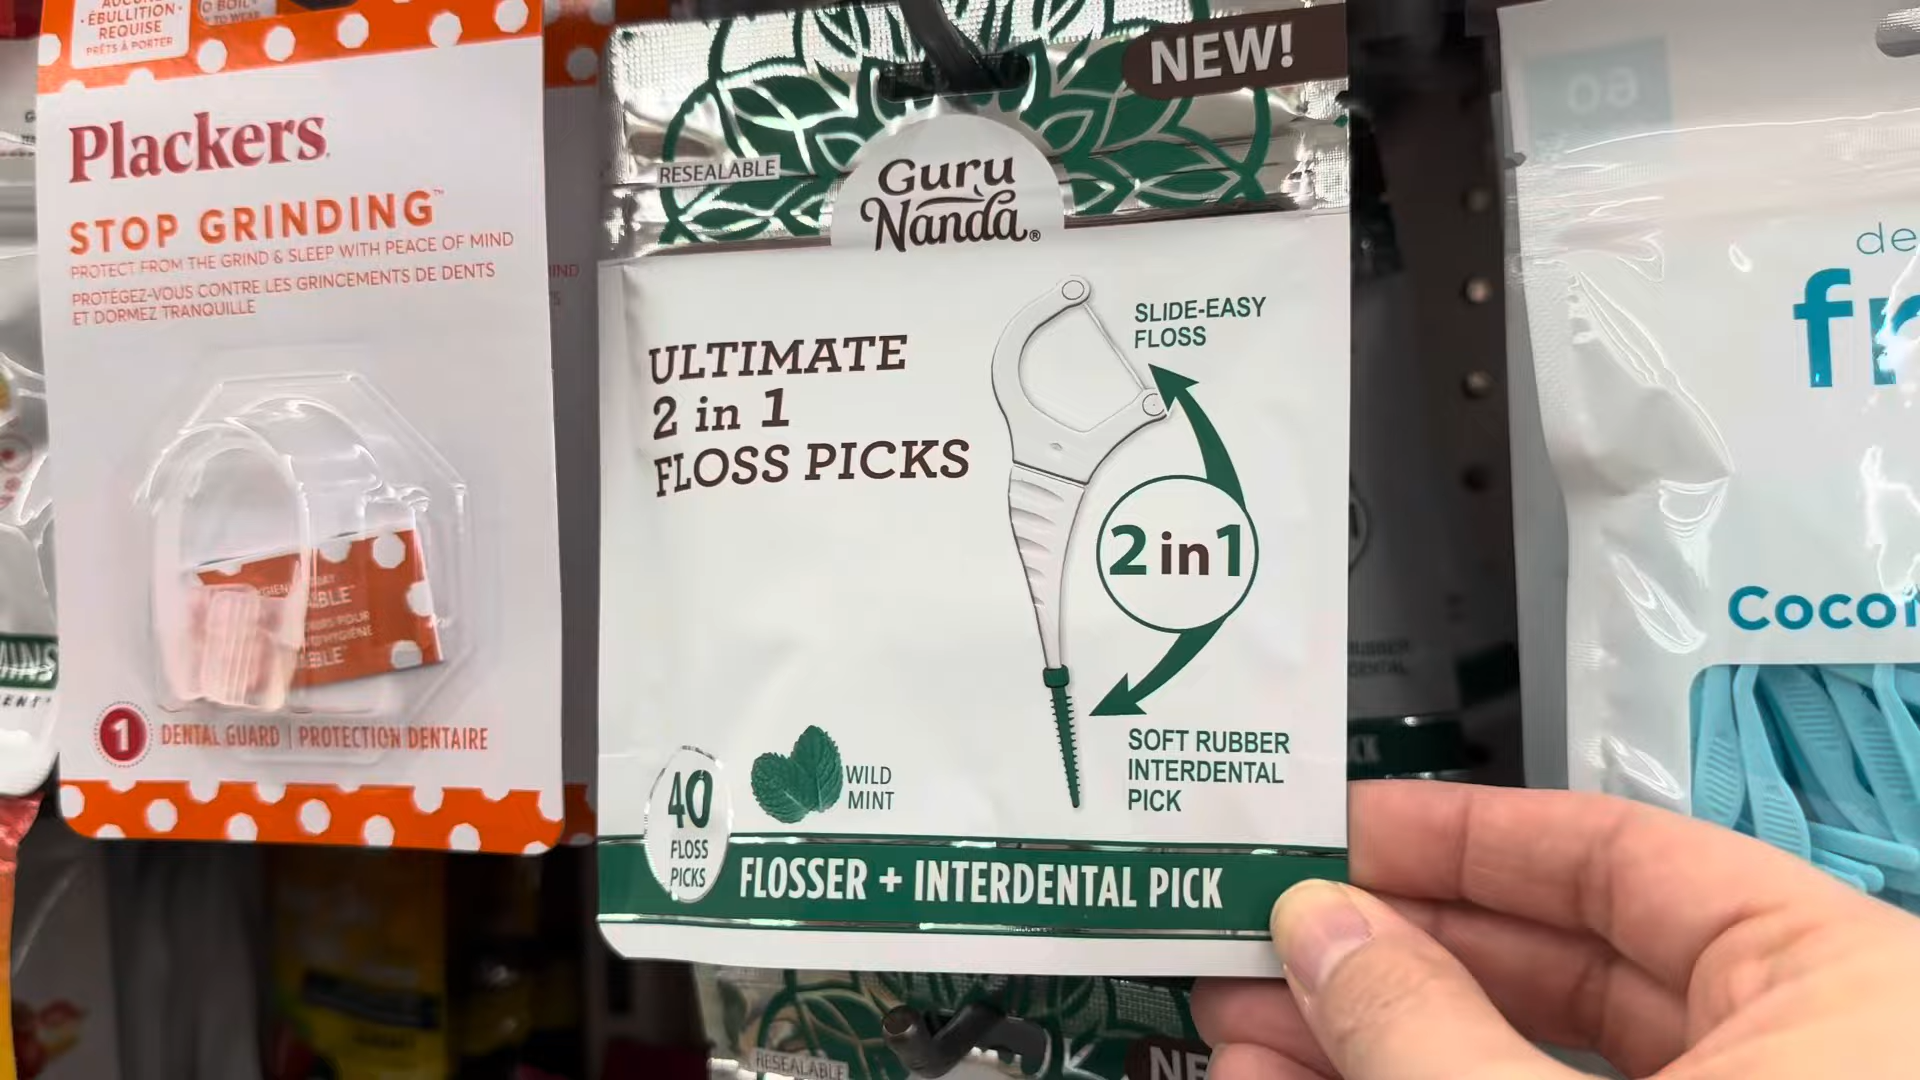 AUCUNE
ÉBULLITION
REQUISE
PRÊTS À PORTER
Plackers
STOP GRINDING™
PROTECT FROM THE GRIND & SLEEP WITH PEACE OF MIND
PROTÉGEZ-VOUS CONTRE LES GRINCEMENTS DE DENTS
ET DORMEZ TRANQUILLE
1 DENTAL GUARD | PROTECTION DENTAIRE
NEW!
RESEALABLE
Guru
Nanda®
ULTIMATE
2 in 1
FLOSS PICKS
SLIDE-EASY
FLOSS
2 in 1
SOFT RUBBER
INTERDENTAL
PICK
WILD
MINT
40
FLOSS
PICKS
FLOSSER + INTERDENTAL PICK
RESEALABLE